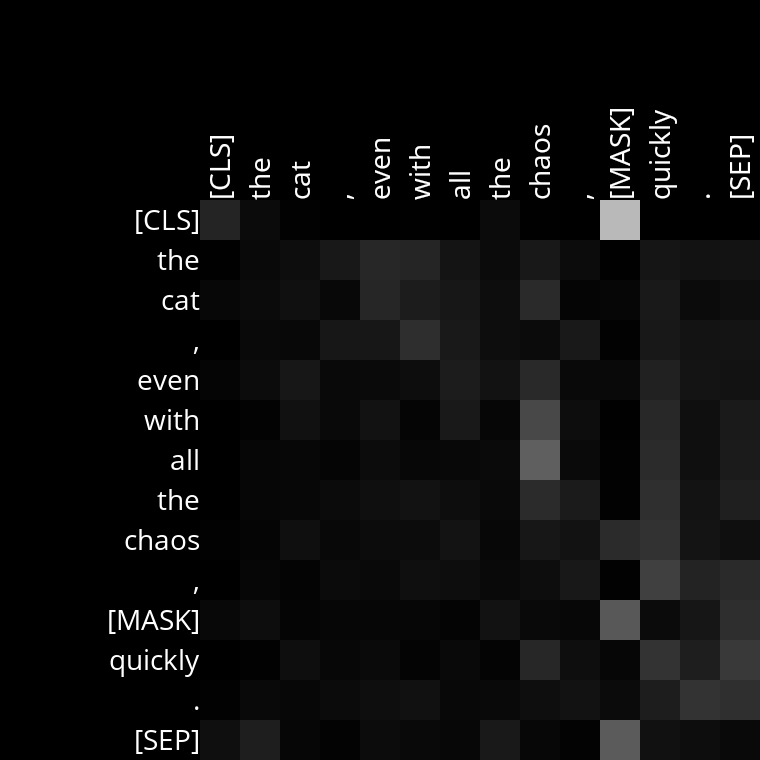 [CLS] the cat , even with all the chaos , [MASK] quickly . [SEP]
[CLS]
the
cat
,
even
with
all
the
chaos
,
[MASK]
quickly
.
[SEP]